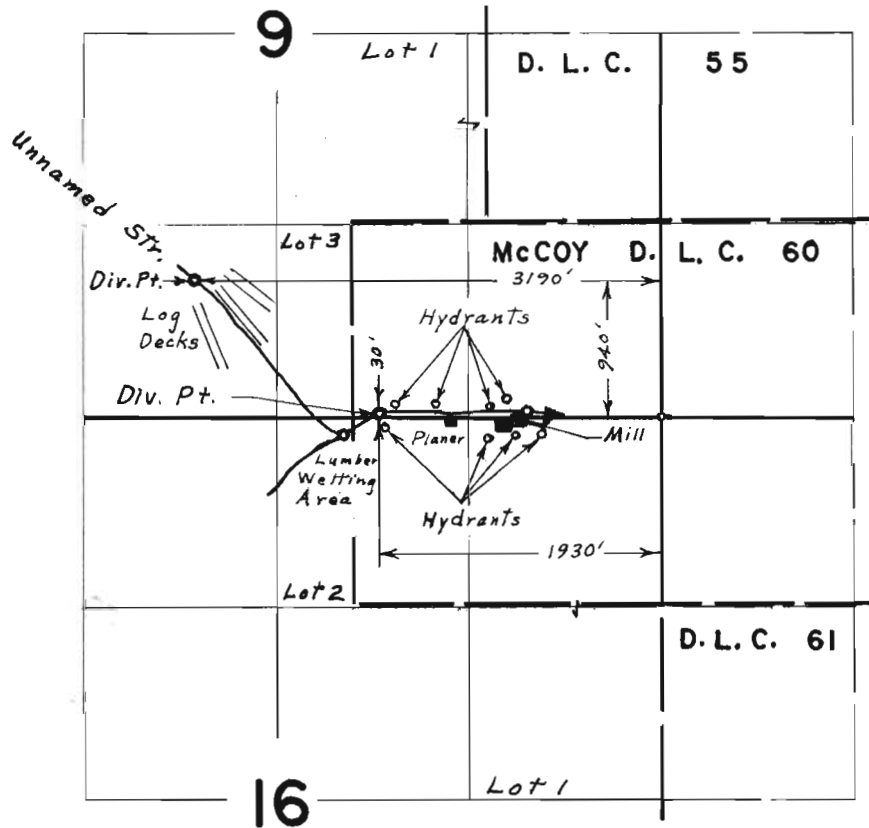 9
Lot 1
D. L. C. 55
Unnamed Str.
Lot 3
McCOY D. L. C. 60
Div. Pt.
3190'
Log
Decks
Hydrants
30'
940'
Div. Pt.
Planer
Mill
Lumber
Wetting
Area
Hydrants
1930'
Lot 2
D. L. C. 61
16
Lot 1